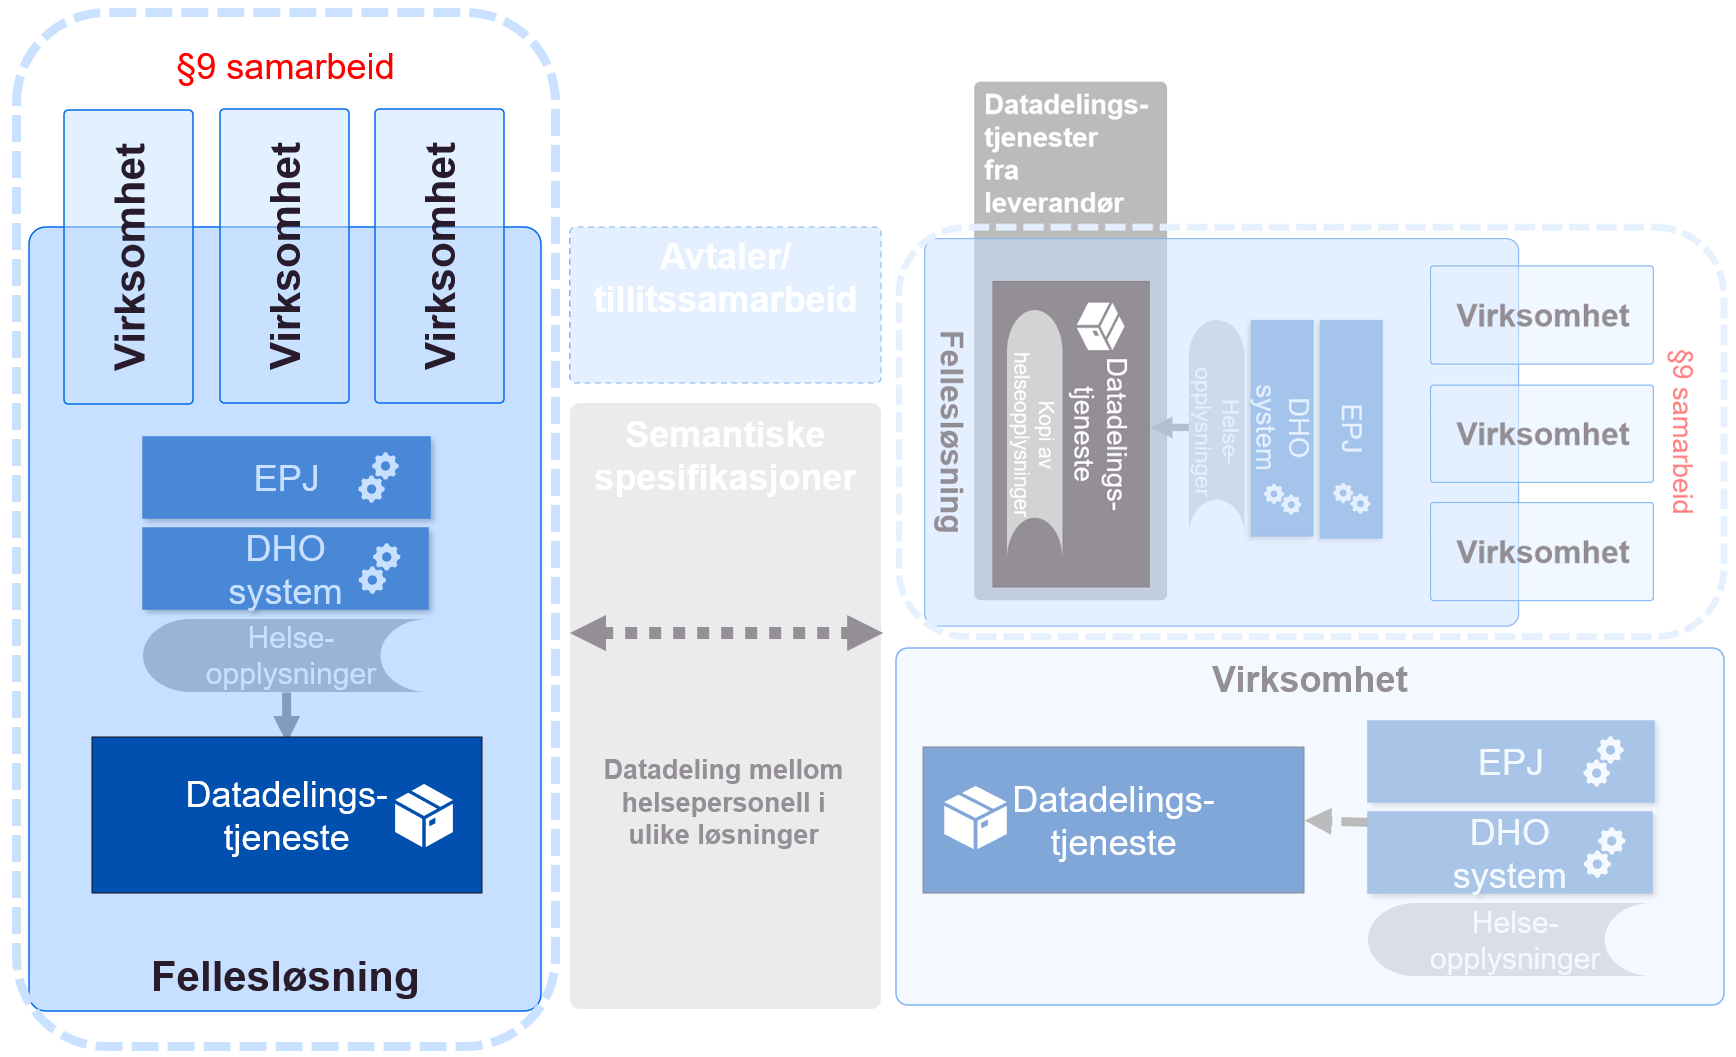 §9 samarbeid
Virksomhet
Virksomhet
Virksomhet
EPJ
DHO
system
Helse-
opplysninger
Datadelings-
tjeneste
Fellesløsning
Avtaler/
tillitssamarbeid
Semantiske
spesifikasjoner
Datadeling mellom
helsepersonell i
ulike løsninger
Datadelings-
tjenester
fra
leverandør
Fellesløsning
Datadelings-
tjeneste
Kopi av
helseopplysninger
Helse-
opplysninger
DHO
system
EPJ
Virksomhet
Virksomhet
Virksomhet
§9 samarbeid
Virksomhet
Datadelings-
tjeneste
EPJ
DHO
system
Helse-
opplysninger